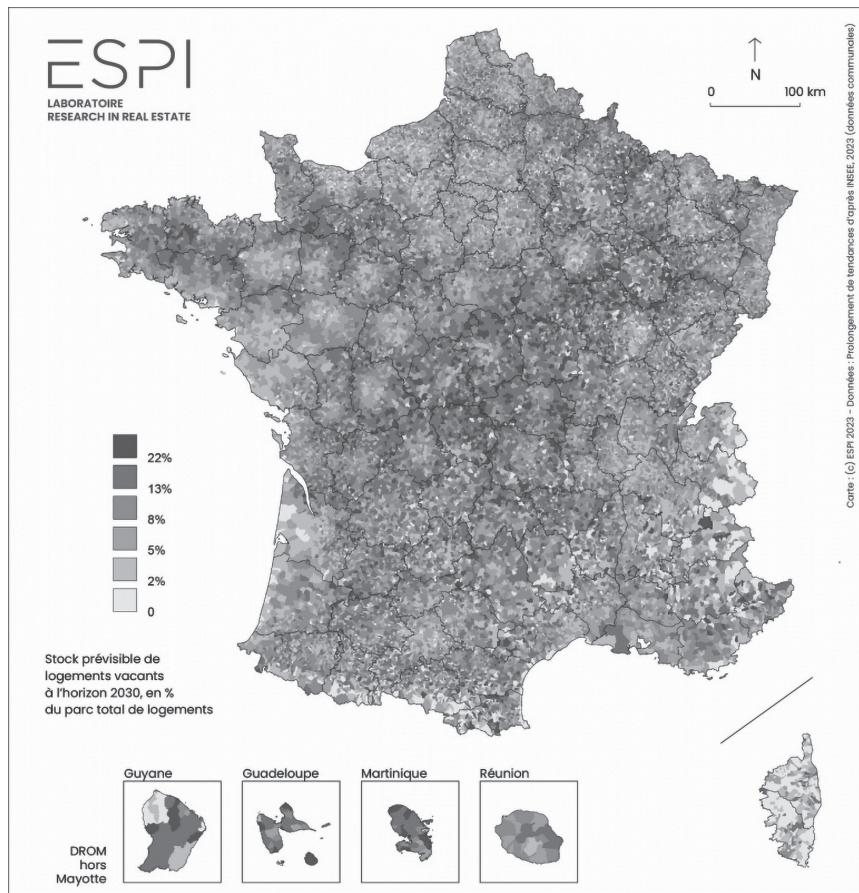 ESPI
LABORATOIRE
RESEARCH IN REAL ESTATE
N
0 100 km
Carte : (c) ESPI 2023 - Données : Prolongement de tendances d'après INSEE, 2023 (données communales)
22%
13%
8%
5%
2%
0
Stock prévisible de
logements vacants
à l'horizon 2030, en %
du parc total de logements
Guyane
Guadeloupe
Martinique
Réunion
DROM
hors
Mayotte